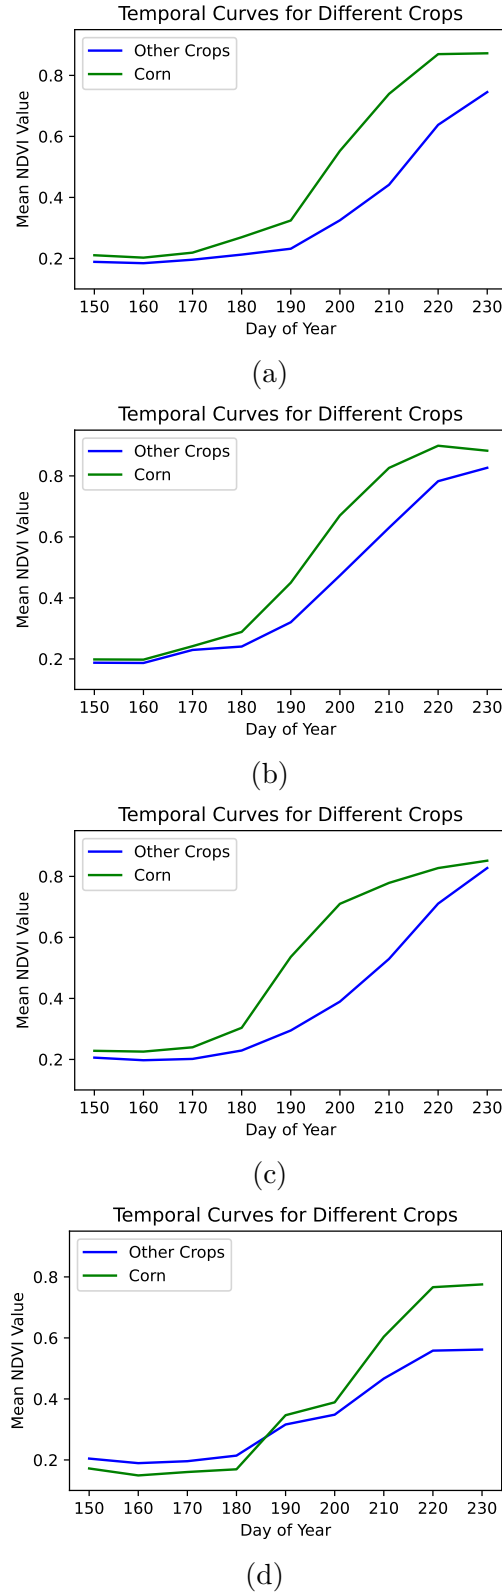 Temporal Curves for Different Crops
Other Crops
Corn
Mean NDVI Value
0.8
0.6
0.4
0.2
150 160 170 180 190 200 210 220 230
Day of Year
(a)
Temporal Curves for Different Crops
Other Crops
Corn
Mean NDVI Value
0.8
0.6
0.4
0.2
150 160 170 180 190 200 210 220 230
Day of Year
(b)
Temporal Curves for Different Crops
Other Crops
Corn
Mean NDVI Value
0.8
0.6
0.4
0.2
150 160 170 180 190 200 210 220 230
Day of Year
(c)
Temporal Curves for Different Crops
Other Crops
Corn
Mean NDVI Value
0.8
0.6
0.4
0.2
150 160 170 180 190 200 210 220 230
Day of Year
(d)